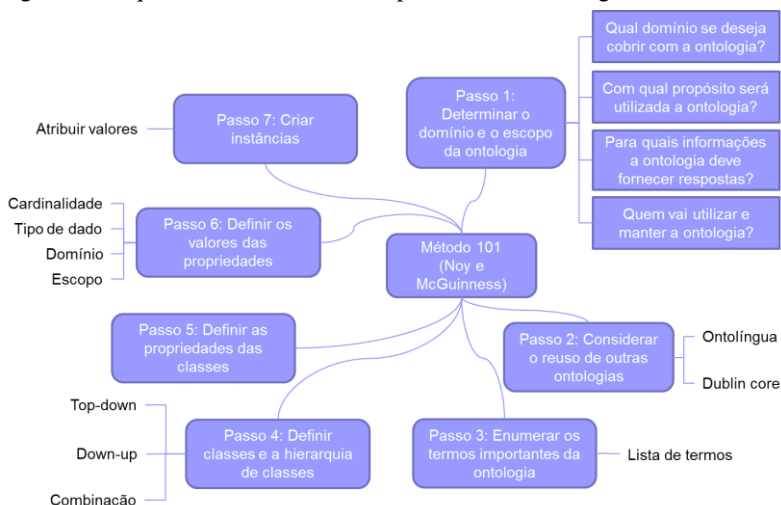 Qual domínio se deseja
cobrir com a ontologia?
Com qual propósito será
utilizada a ontologia?
Para quais informações
a ontologia deve
fornecer respostas?
Quem vai utilizar e
manter a ontologia?
Passo 1:
Determinar o
domínio e o escopo
da ontologia
Passo 7: Criar
instâncias
Atribuir valores
Passo 6: Definir os
valores das
propriedades
Cardinalidade
Tipo de dado
Domínio
Escopo
Método 101
(Noy e
McGuinness)
Passo 5: Definir as
propriedades das
classes
Passo 2: Considerar
o reuso de outras
ontologias
Ontolíngua
Dublin core
Passo 4: Definir
classes e a hierarquia
de classes
Top-down
Down-up
Combinação
Passo 3: Enumerar os
termos importantes da
ontologia
Lista de termos